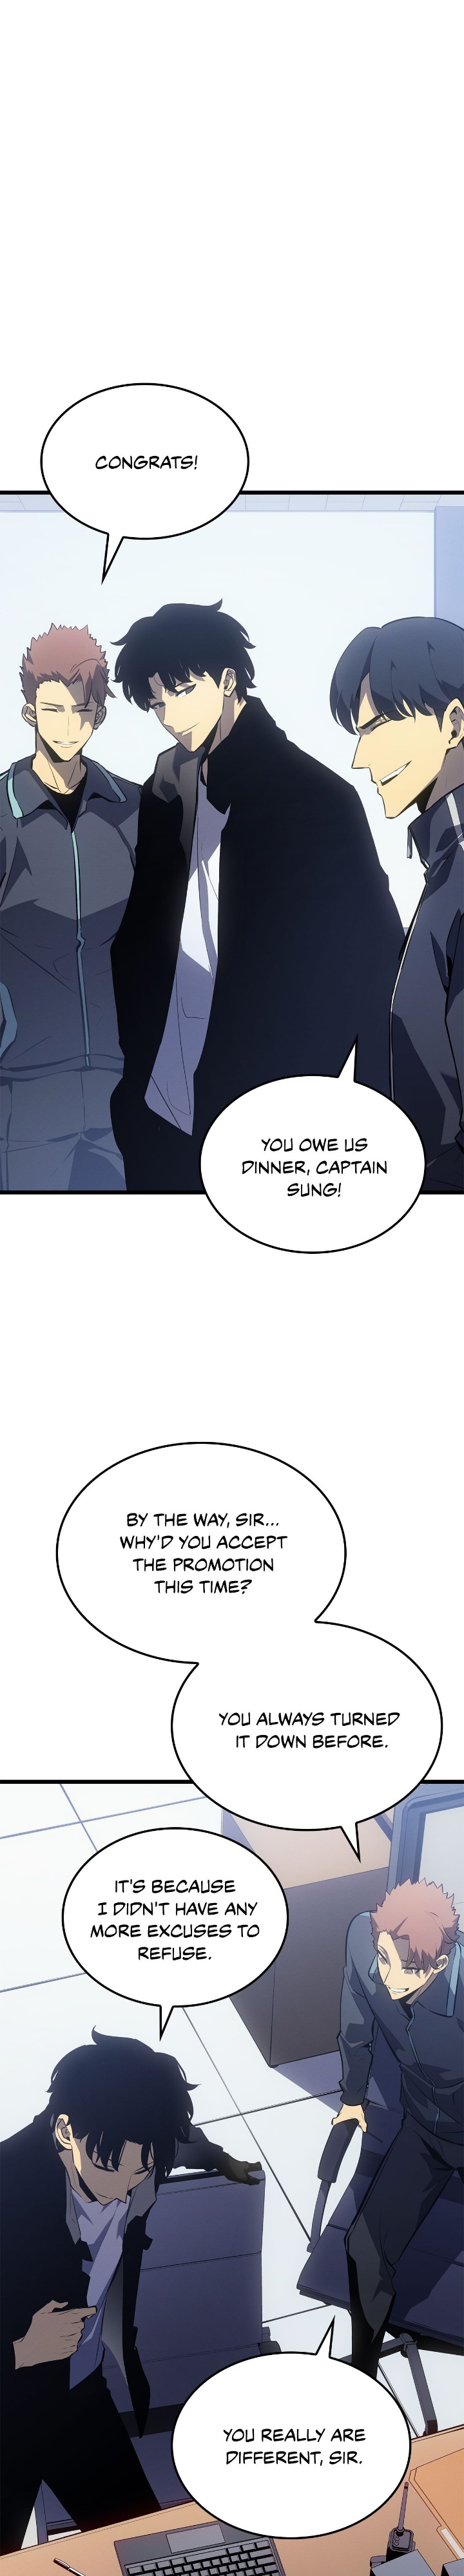 CONGRATS!
YOU OWE US
DINNER, CAPTAIN
SUNG!
BY THE WAY, SIR...
WHY'D YOU ACCEPT
THE PROMOTION
THIS TIME?
YOU ALWAYS TURNED
IT DOWN BEFORE.
IT'S BECAUSE
I DIDN'T HAVE ANY
MORE EXCUSES TO
REFUSE.
YOU REALLY ARE
DIFFERENT, SIR.